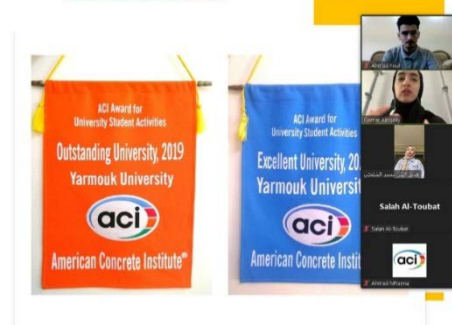 ACI Award for
University Student Activities
Outstanding University, 2019
Yarmouk University
aci
American Concrete Institute®
ACI Award for
University Student Activities
Excellent University, 20
Yarmouk Universit
aci
American Concrete Instit
Salah Al-Toubat
Salah Al-Toubat
aci